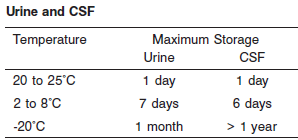 Urine and CSF
Temperature Maximum Storage
Urine CSF
20 to 25˚C 1 day 1 day
2 to 8˚C 7 days 6 days
-20˚C 1 month > 1 year